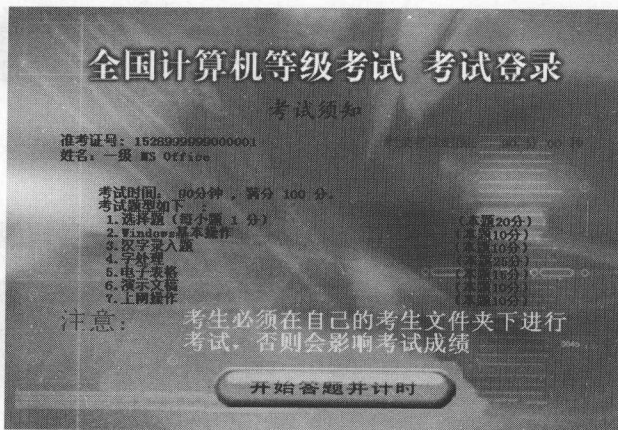 全国计算机等级考试 考试登录
考试须知
准考证号: 1528999999000001
姓名: 一级 MS Office
考试时间: 90分钟 , 满分 100 分.
考试题型如下 :
1.选择题（每小题 1 分） （本题20分）
2.Windows基本操作 （本题10分）
3.汉字录入题 （本题10分）
4.字处理 （本题25分）
5.电子表格 （本题15分）
6.演示文稿 （本题10分）
7.上网操作 （本题10分）
注意: 考生必须在自己的考生文件夹下进行
考试, 否则会影响考试成绩
开始答题并计时